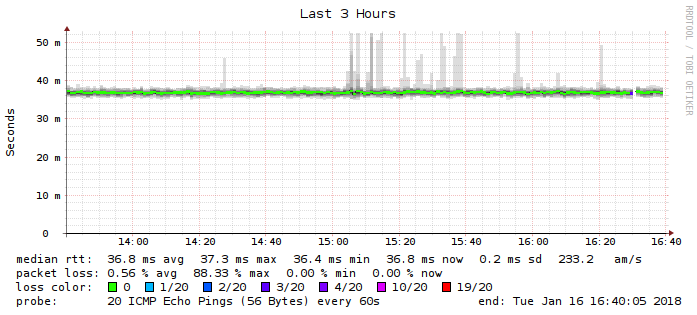 Last 3 Hours
RRDTOOL / TOBI OETIKER
Seconds
50 m
40 m
30 m
20 m
10 m
0
14:00 14:20 14:40 15:00 15:20 15:40 16:00 16:20 16:40
median rtt: 36.8 ms avg 37.3 ms max 36.4 ms min 36.8 ms now 0.2 ms sd 233.2 am/s
packet loss: 0.56 % avg 88.33 % max 0.00 % min 0.00 % now
loss color: 0 1/20 2/20 3/20 4/20 10/20 19/20
probe: 20 ICMP Echo Pings (56 Bytes) every 60s end: Tue Jan 16 16:40:05 2018